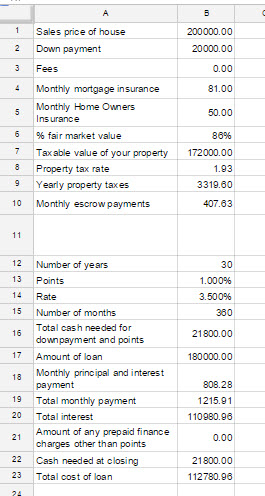 A B
1 Sales price of house 200000.00
2 Down payment 20000.00
3 Fees 0.00
4 Monthly mortgage insurance 81.00
5 Monthly Home Owners
Insurance 50.00
6 % fair market value 86%
7 Taxable value of your property 172000.00
8 Property tax rate 1.93
9 Yearly property taxes 3319.60
10 Monthly escrow payments 407.63
11
12 Number of years 30
13 Points 1.000%
14 Rate 3.500%
15 Number of months 360
16 Total cash needed for
downpayment and points 21800.00
17 Amount of loan 180000.00
18 Monthly principal and interest
payment 808.28
19 Total monthly payment 1215.91
20 Total interest 110980.96
21 Amount of any prepaid finance
charges other than points 0.00
22 Cash needed at closing 21800.00
23 Total cost of loan 112780.96
24